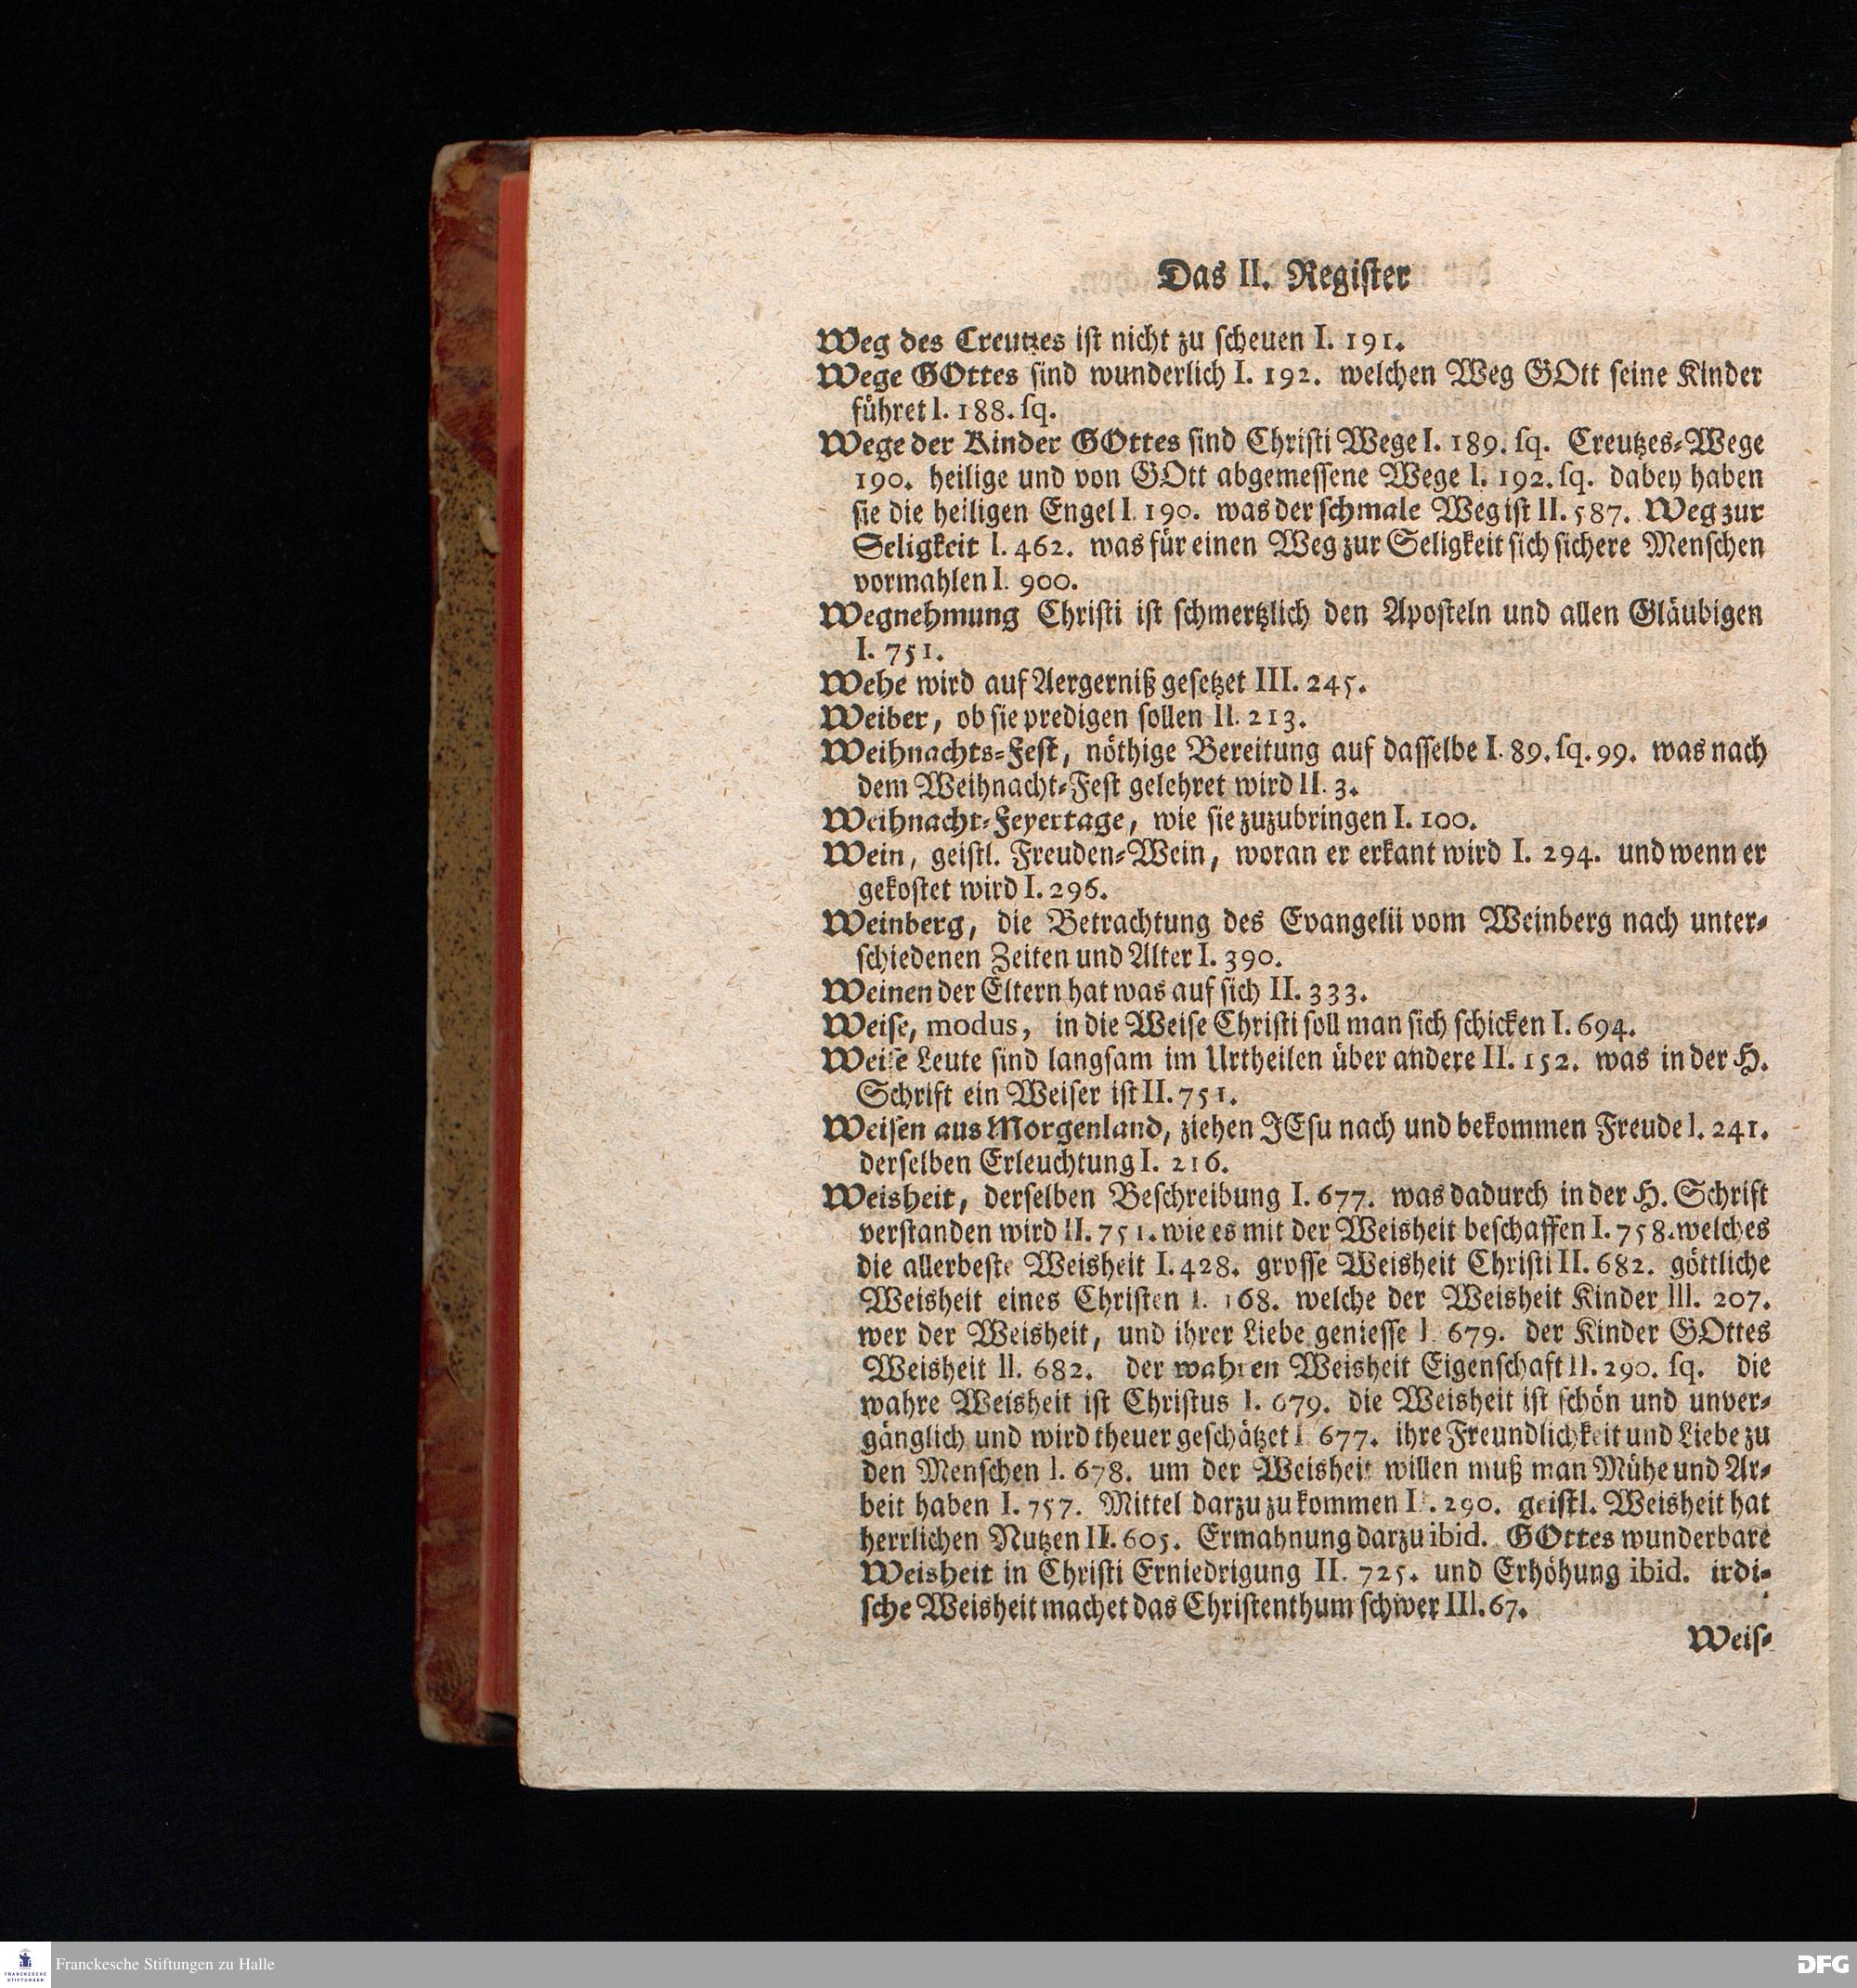 Das II. Regiſter
Weg des Creutzes iſt nicht zu ſcheuen I. 191.
Wege GOttes ſind wunderlich I. 192. welchen Weg GOtt ſeine Kinder
führet I. 188. ſq.
Wege der Kinder GOttes ſind Chriſti Wege I. 189. ſq. Creutzes-Wege
190. heilige und von GOtt abgemeſſene Wege I. 192. ſq. dabey haben
ſie die heiligen Engel I. 190. was der ſchmale Weg iſt II. 587. Weg zur
Seligkeit I. 462. was für einen Weg zur Seligkeit ſich ſichere Menſchen
vormahlen I. 900.
Wegnehmung Chriſti iſt ſchmertzlich den Apoſteln und allen Gläubigen
I. 751.
Wehe wird auf Aergerniß geſetzet III. 245.
Weiber, ob ſie predigen ſollen II. 213.
Weihnachts-Feſt, nöthige Bereitung auf daſſelbe I. 89. ſq. 99. was nach
dem Weihnacht-Feſt gelehret wird II. 3.
Weihnacht-Feyertage, wie ſie zuzubringen I. 100.
Wein, geiſtl. Freuden-Wein, woran er erkant wird I. 294. und wenn er
gekoſtet wird I. 296.
Weinberg, die Betrachtung des Evangelii vom Weinberg nach unter-
ſchiedenen Zeiten und Alter I. 390.
Weinen der Eltern hat was auf ſich II. 333.
Weiſe, modus, in die Weiſe Chriſti ſoll man ſich ſchicken I. 694.
Weiſe Leute ſind langſam im Urtheilen über andere II. 152. was in der H.
Schrift ein Weiſer iſt II. 751.
Weiſen aus Morgenland, ziehen JEſu nach und bekommen Freude I. 241.
derſelben Erleuchtung I. 216.
Weisheit, derſelben Beſchreibung I. 677. was dadurch in der H. Schrift
verſtanden wird II. 751. wie es mit der Weisheit beſchaffen I. 758. welches
die allerbeſte Weisheit I. 428. groſſe Weisheit Chriſti II. 682. göttliche
Weisheit eines Chriſten I. 168. welche der Weisheit Kinder III. 207.
wer der Weisheit, und ihrer Liebe genieſſe I. 679. der Kinder GOttes
Weisheit II. 682. der wahren Weisheit Eigenſchaft II. 290. ſq. die
wahre Weisheit iſt Chriſtus I. 679. die Weisheit iſt ſchön und unver-
gänglich und wird theuer geſchätzet I 677. ihre Freundlichkeit und Liebe zu
den Menſchen I. 678. um der Weisheit willen muß man Mühe und Ar-
beit haben I. 757. Mittel darzu zu kommen II. 290. geiſtl. Weisheit hat
herrlichen Nutzen II. 605. Ermahnung darzu ibid. GOttes wunderbare
Weisheit in Chriſti Erniedrigung II. 725. und Erhöhung ibid. irdi-
ſche Weisheit machet das Chriſtenthum ſchwer III. 67.
Weiſ-
FRANCKESCHE
STIFTUNGEN
Franckesche Stiftungen zu Halle
DFG